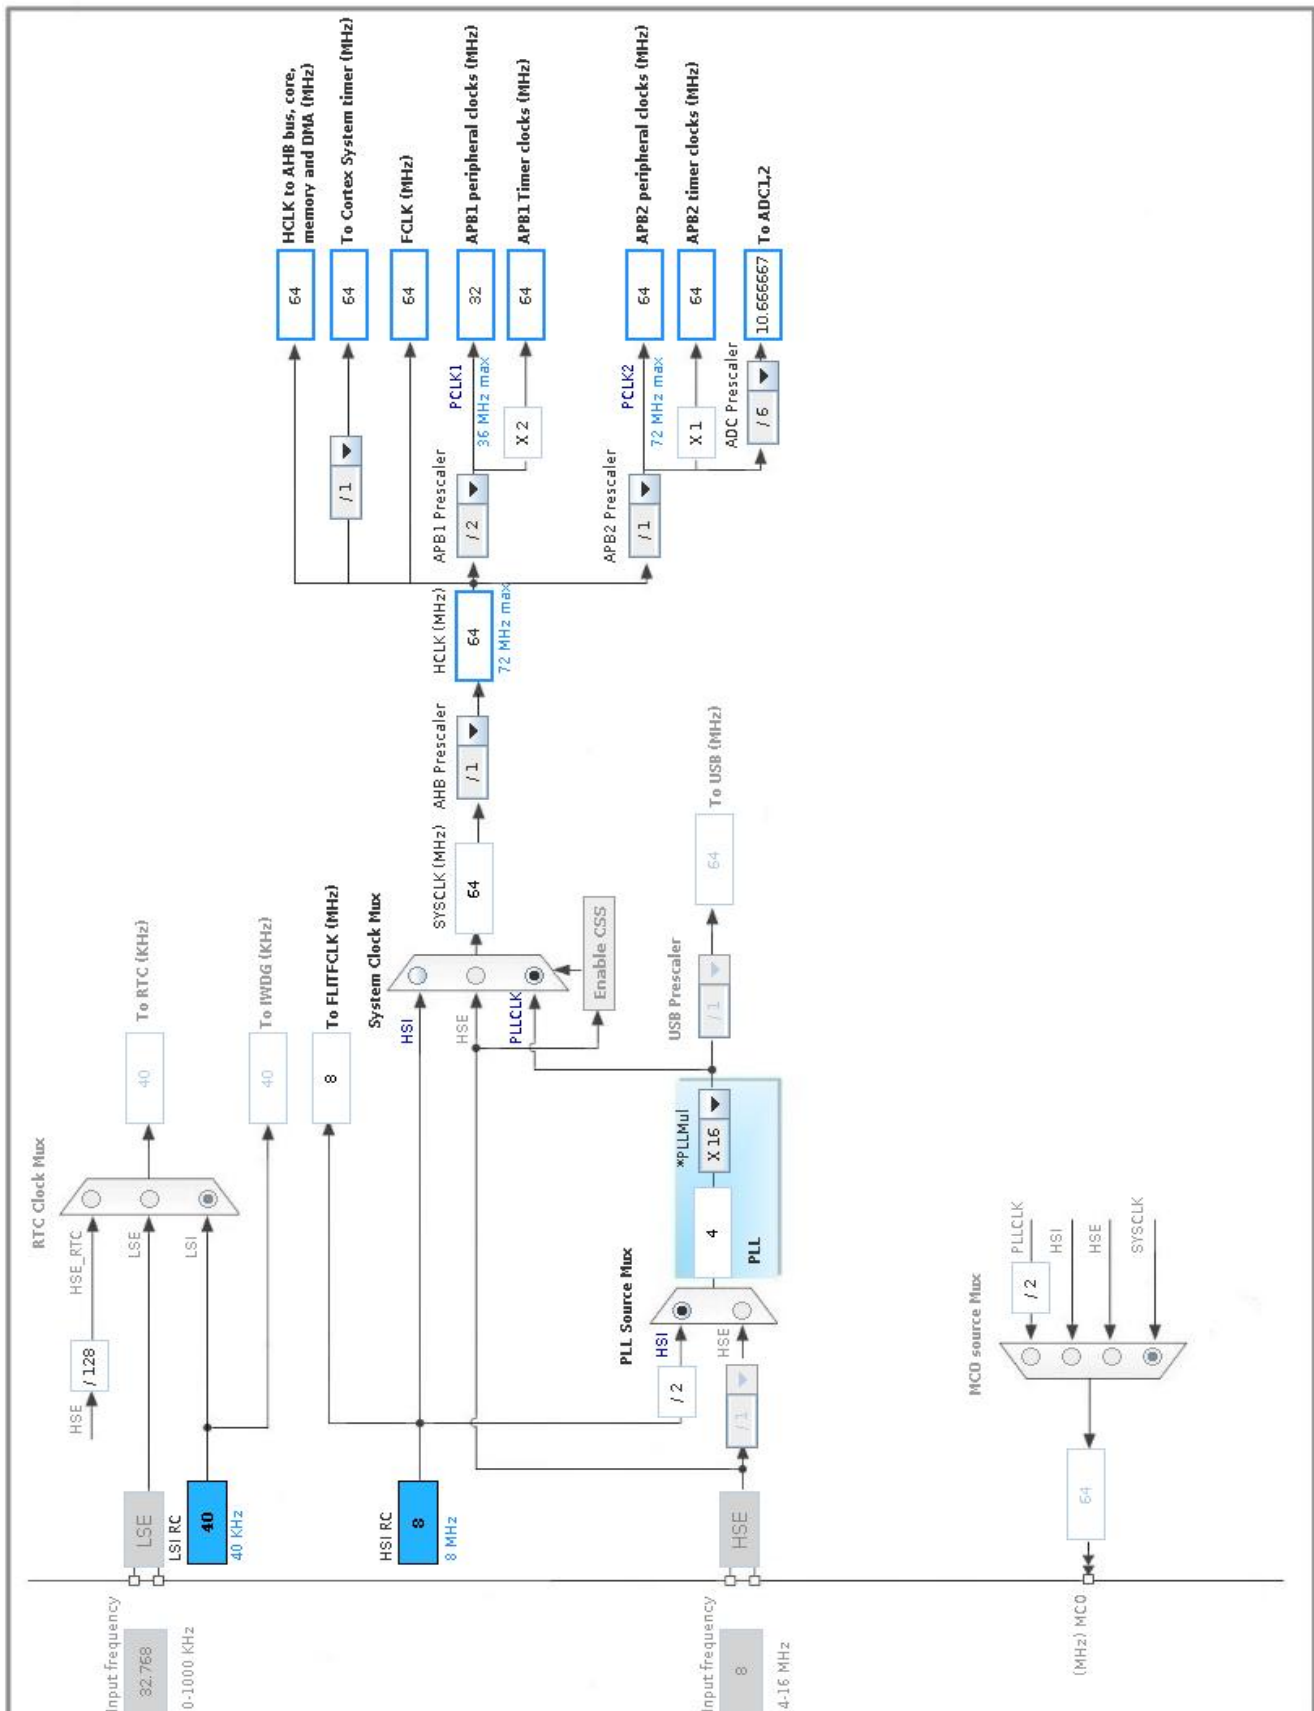 Input frequency
32.768
0-1000 KHz
LSE
LSI RC
40
40 KHz
HSE
/ 128
HSE_RTC
LSE
LSI
RTC Clock Mux
40
To RTC (KHz)
40
To IWDG (KHz)
8
To FLITFCLK (MHz)
HSI RC
8
8 MHz
System Clock Mux
HSI
HSE
PLLCLK
Enable CSS
SYSCLK (MHz)
64
AHB Prescaler
/ 1
HCLK (MHz)
64
72 MHz max
64
HCLK to AHB bus, core,
memory and DMA (MHz)
/ 1
64
To Cortex System timer (MHz)
64
FCLK (MHz)
APB1 Prescaler
/ 2
PCLK1
36 MHz max
32
APB1 peripheral clocks (MHz)
X 2
64
APB1 Timer clocks (MHz)
APB2 Prescaler
/ 1
PCLK2
72 MHz max
64
APB2 peripheral clocks (MHz)
X 1
64
APB2 timer clocks (MHz)
ADC Prescaler
/ 6
10.666667
To ADC1,2
Input frequency
8
4-16 MHz
HSE
/ 1
/ 2
HSI
HSE
PLL Source Mux
4
*PLLMul
X 16
PLL
USB Prescaler
/ 1
64
To USB (MHz)
(MHz) MCO
64
MCO source Mux
/ 2
PLLCLK
HSI
HSE
SYSCLK